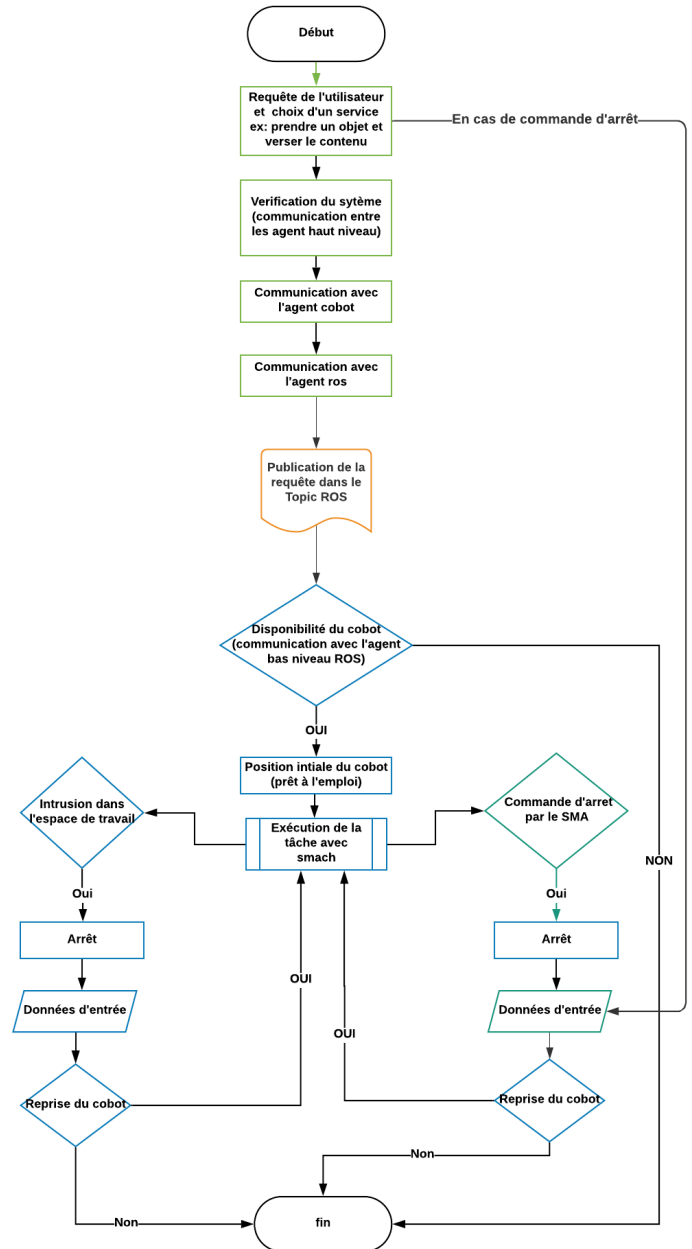 Début
Requête de l'utilisateur
et choix d'un service
ex: prendre un objet et
verser le contenu
En cas de commande d'arrêt
Verification du sytème
(communication entre
les agent haut niveau)
Communication avec
l'agent cobot
Communication avec
l'agent ros
Publication de la
requête dans le
Topic ROS
Disponibilité du cobot
(communication avec l'agent
bas niveau ROS)
OUI
Position intiale du cobot
(prêt à l'emploi)
Intrusion dans
l'espace de travail
Exécution de la
tâche avec
smach
Commande d'arret
par le SMA
NON
Oui
Oui
Arrêt
Arrêt
OUI
Données d'entrée
Données d'entrée
OUI
Reprise du cobot
Reprise du cobot
Non
Non
fin